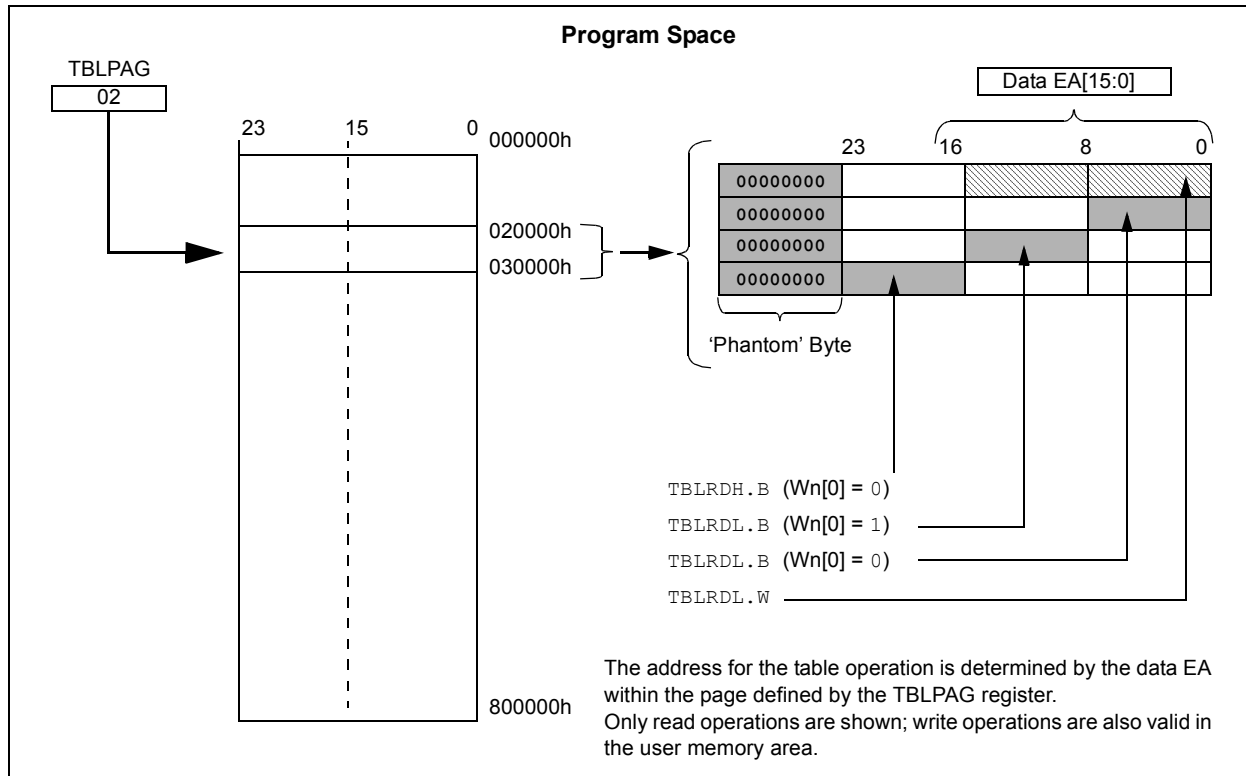 Program Space
TBLPAG
02
Data EA[15:0]
23 15 0
000000h
020000h
030000h
800000h
23 16 8 0
00000000
00000000
00000000
00000000
‘Phantom’ Byte
TBLRDH.B (Wn[0] = 0)
TBLRDL.B (Wn[0] = 1)
TBLRDL.B (Wn[0] = 0)
TBLRDL.W
The address for the table operation is determined by the data EA
within the page defined by the TBLPAG register.
Only read operations are shown; write operations are also valid in
the user memory area.